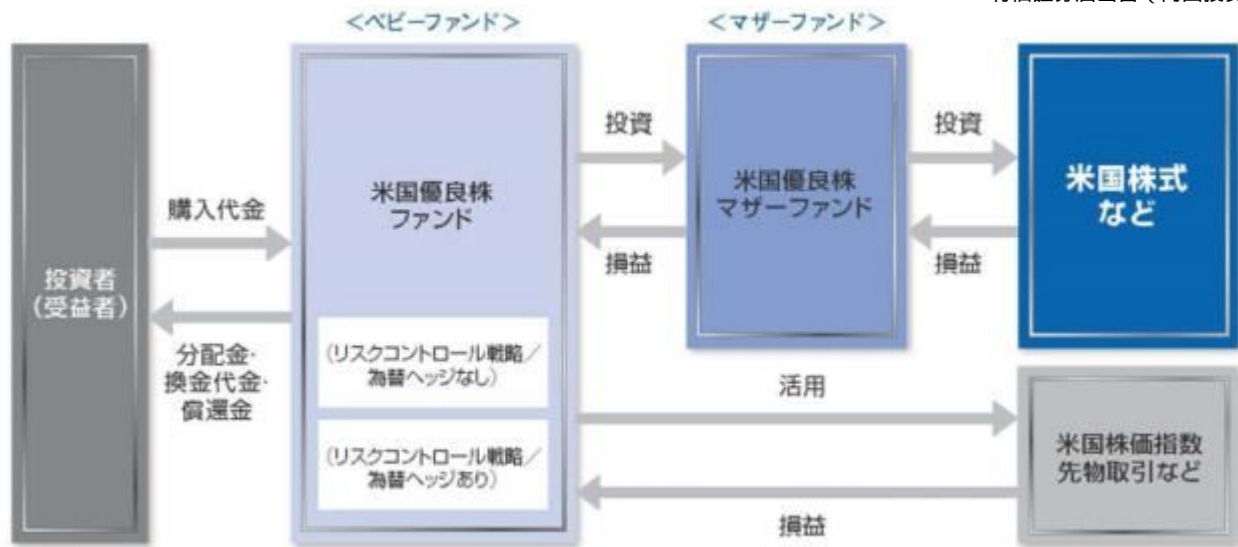 <ベビーファンド>
<マザーファンド>
投資者
(受益者)
購入代金
分配金・
換金代金・
償還金
米国優良株
ファンド
(リスクコントロール戦略/
為替ヘッジなし)
(リスクコントロール戦略/
為替ヘッジあり)
投資
損益
米国優良株
マザーファンド
投資
損益
米国株式
など
活用
損益
米国株価指数
先物取引など